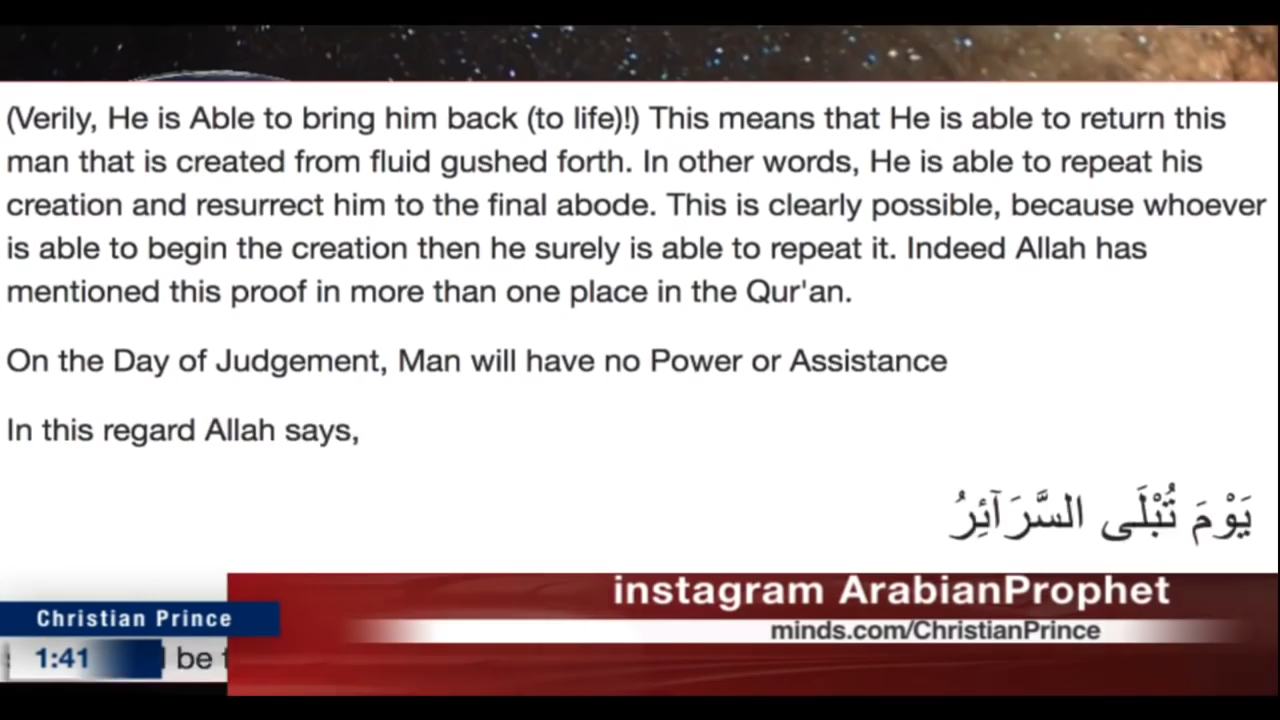 (Verily, He is Able to bring him back (to life)!) This means that He is able to return this
man that is created from fluid gushed forth. In other words, He is able to repeat his
creation and resurrect him to the final abode. This is clearly possible, because whoever
is able to begin the creation then he surely is able to repeat it. Indeed Allah has
mentioned this proof in more than one place in the Qur'an.
On the Day of Judgement, Man will have no Power or Assistance
In this regard Allah says,
يَوْمَ تُبْلَى السَّرَآئِرُ
instagram ArabianProphet
Christian Prince
minds.com/ChristianPrince
1:41
be